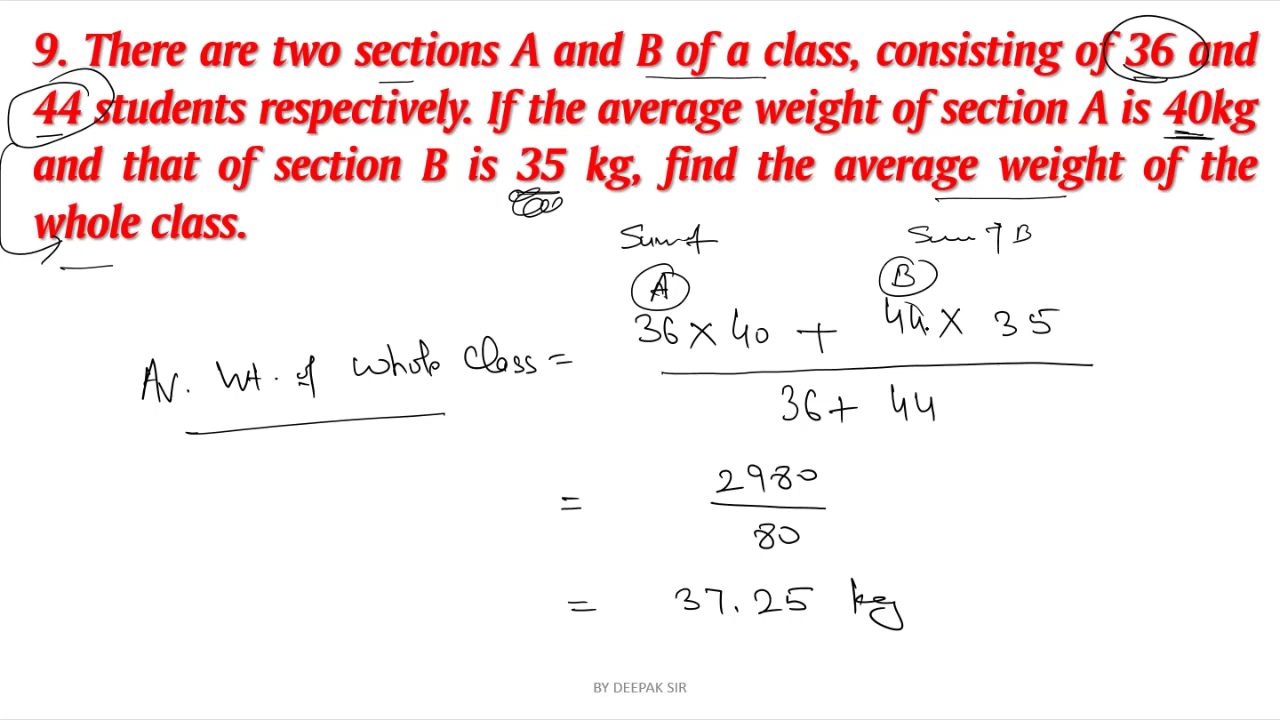 9. There are two sections A and B of a class, consisting of 36 and
44 students respectively. If the average weight of section A is 40kg
and that of section B is 35 kg, find the average weight of the
whole class.
Sum of Sum of B
A B
36 × 40 + 44 × 35
Av. Wt. of whole class =
36 + 44
= 2980
80
= 37.25 kg
BY DEEPAK SIR